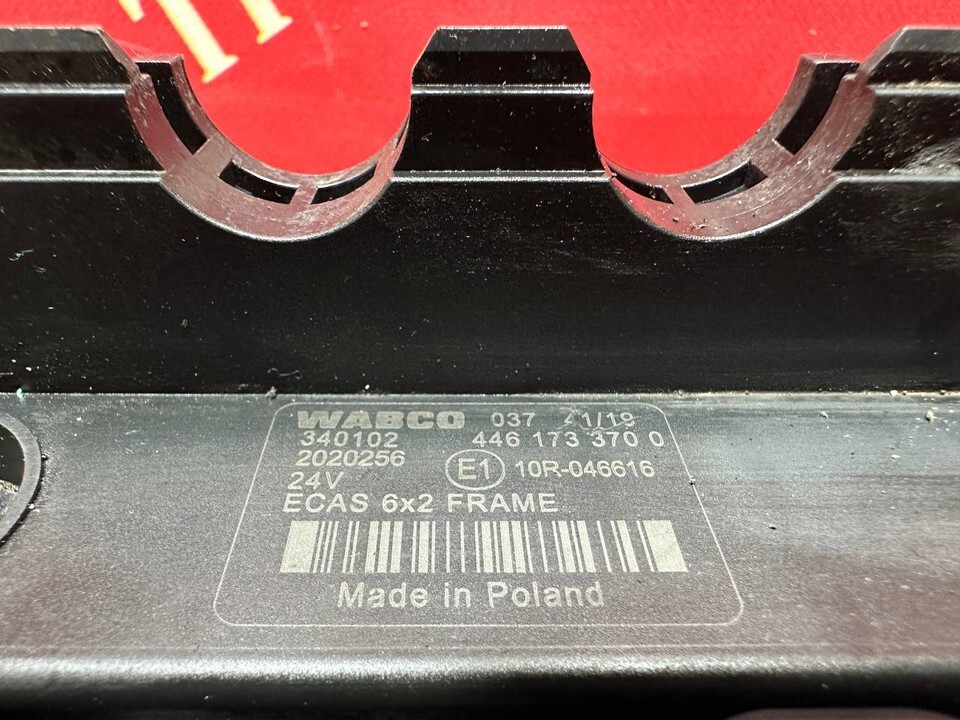 WABCO 037 41/19
340102 446 173 370 0
2020256 E1 10R-046616
24V
ECAS 6x2 FRAME
Made in Poland